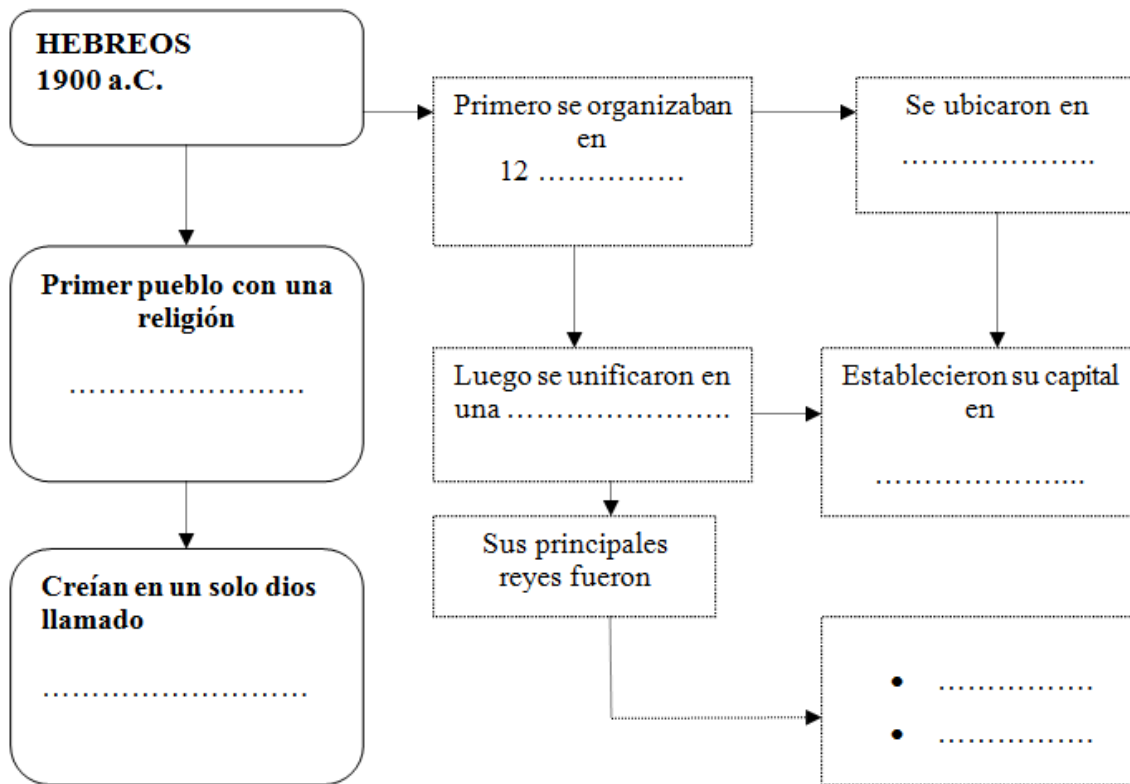 HEBREOS
1900 a.C.
Primero se organizaban
en
12 ……………
Se ubicaron en
………………..
Primer pueblo con una
religión
……………………
Luego se unificaron en
una …………………..
Establecieron su capital
en
………………....
Creían en un solo dios
llamado
………………………
Sus principales
reyes fueron
• …………….
• …………….